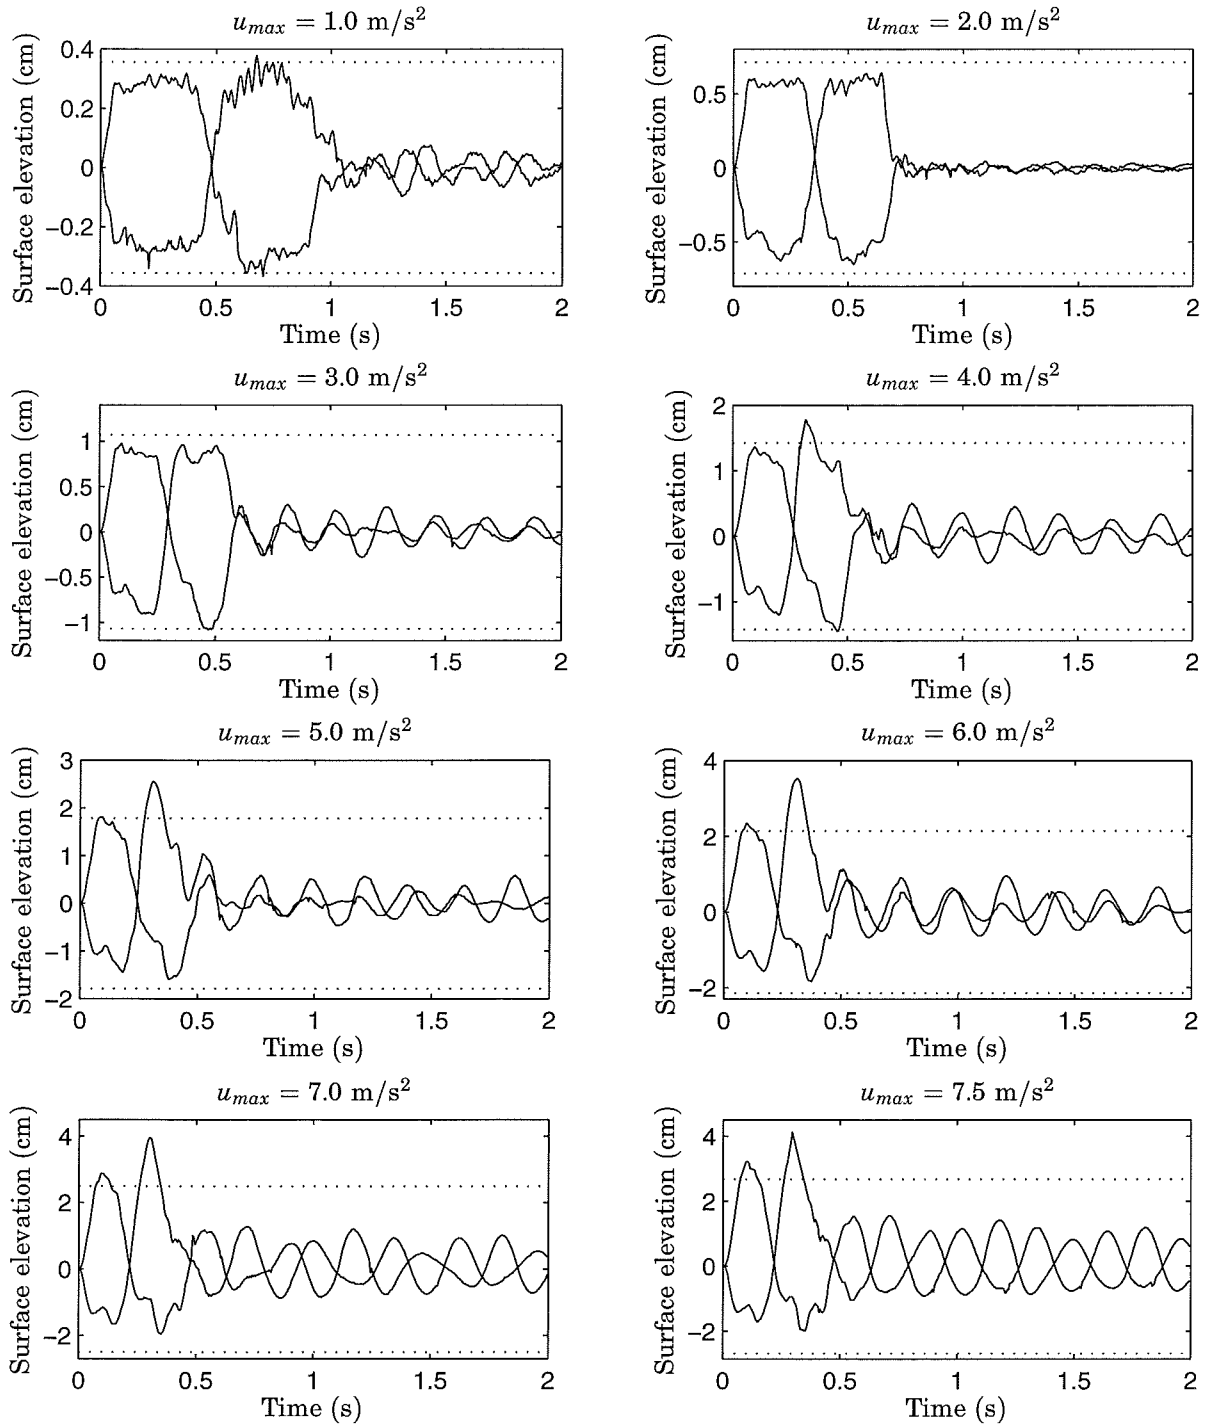 u_max = 1.0 m/s²
Surface elevation (cm)
0.4
0.2
0
−0.2
−0.4
0 0.5 1 1.5 2
Time (s)
u_max = 2.0 m/s²
Surface elevation (cm)
0.5
0
−0.5
0 0.5 1 1.5 2
Time (s)
u_max = 3.0 m/s²
Surface elevation (cm)
1
0.5
0
−0.5
−1
0 0.5 1 1.5 2
Time (s)
u_max = 4.0 m/s²
Surface elevation (cm)
2
1
0
−1
0 0.5 1 1.5 2
Time (s)
u_max = 5.0 m/s²
Surface elevation (cm)
3
2
1
0
−1
−2
0 0.5 1 1.5 2
Time (s)
u_max = 6.0 m/s²
Surface elevation (cm)
4
2
0
−2
0 0.5 1 1.5 2
Time (s)
u_max = 7.0 m/s²
Surface elevation (cm)
4
2
0
−2
0 0.5 1 1.5 2
Time (s)
u_max = 7.5 m/s²
Surface elevation (cm)
4
2
0
−2
0 0.5 1 1.5 2
Time (s)